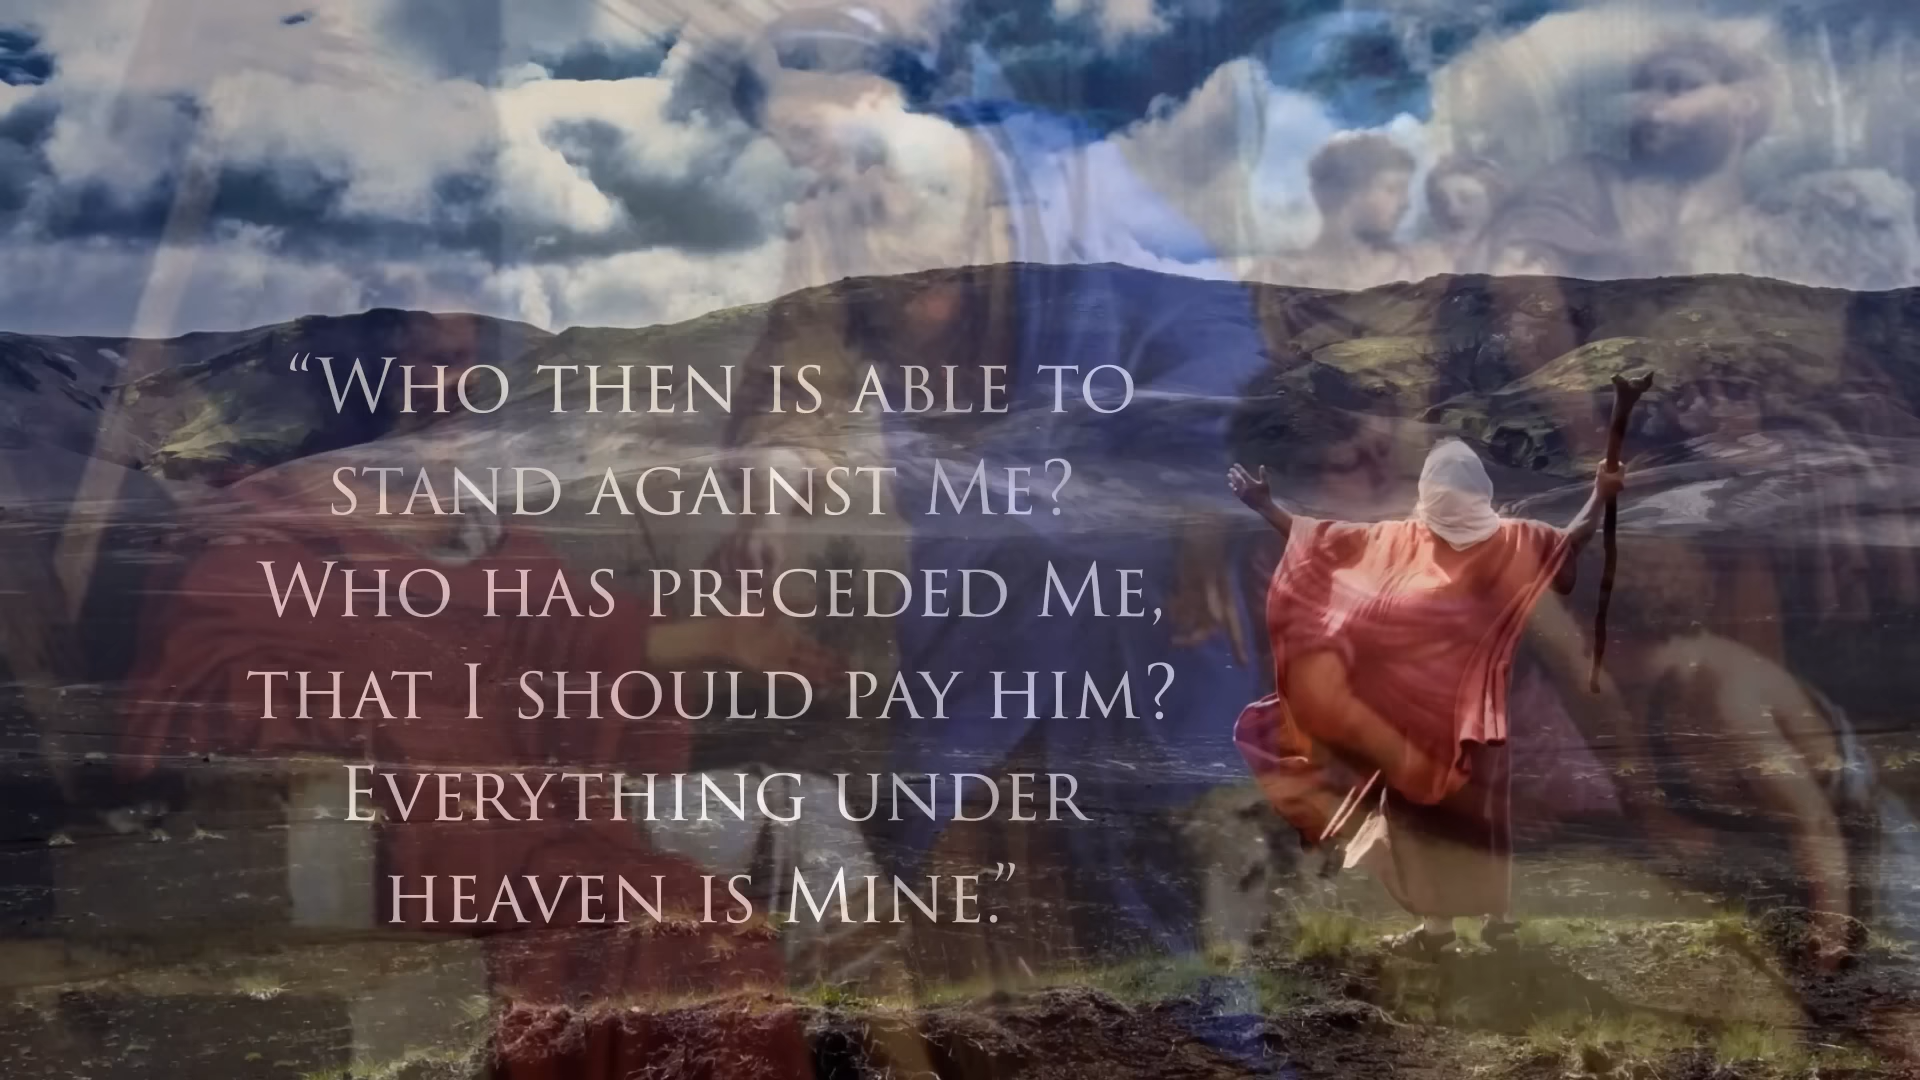 “Who then is able to
stand against Me?
Who has preceded Me,
that I should pay him?
Everything under
heaven is Mine.”